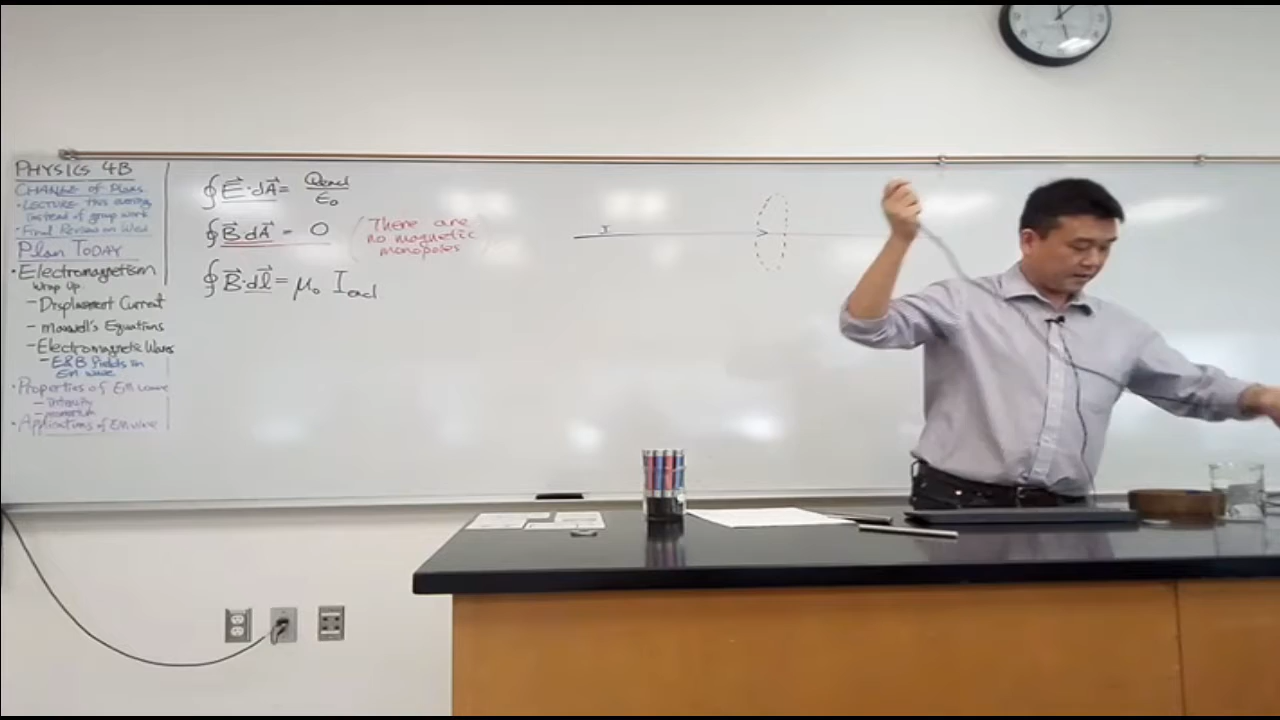 PHYSICS 4B
CHANGE of Plans
• LECTURE this evening
instead of group work
• Final Review on Wed
Plan TODAY
• Electromagnetism
Wrap Up
- Displacement Current
- Maxwell's Equations
- Electromagnetic Waves
- E&B fields in
EM wave
• Properties of EM wave
- Intensity
- momentum
• Applications of EM wave
∮ E⃗ · dA⃗ = Qencl / ε₀
∮ B⃗ · dA⃗ = 0
( There are
no magnetic
monopoles )
∮ B⃗ · dl⃗ = μ₀ Iencl
I